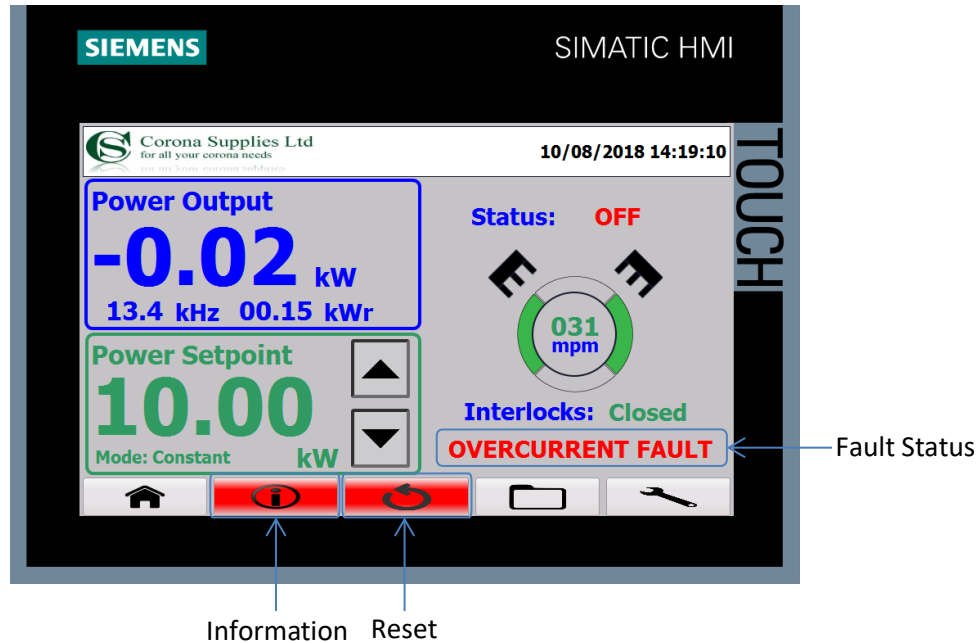 SIEMENS
SIMATIC HMI
TOUCH
Corona Supplies Ltd
for all your corona needs
10/08/2018 14:19:10
Power Output
-0.02 kW
13.4 kHz 00.15 kWr
Status: OFF
E E
031
mpm
Power Setpoint
10.00
Mode: Constant kW
Interlocks: Closed
OVERCURRENT FAULT
Fault Status
Information
Reset